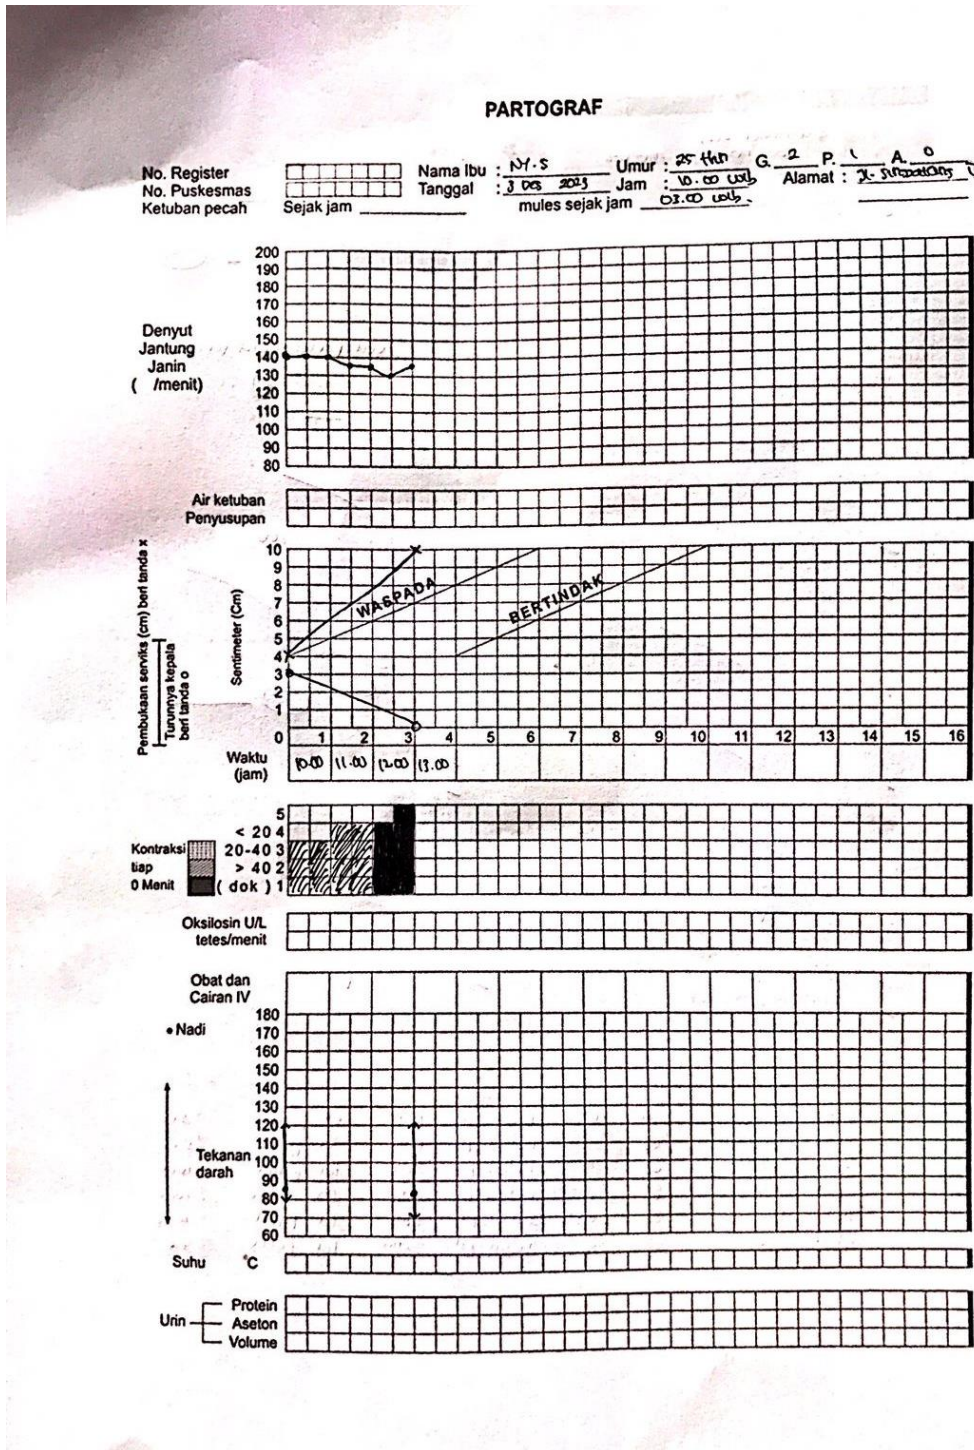 PARTOGRAF
No. Register Nama Ibu : NY. S Umur : 25 thn G. 2 P. 1 A. 0
No. Puskesmas Tanggal : 3 Des 2023 Jam : 10.00 wib Alamat : Jl.
Ketuban pecah Sejak jam mules sejak jam 03.00 wib.
200
190
180
170
160
150
Denyut
Jantung
Janin
( /menit)
140
130
120
110
100
90
80
Air ketuban
Penyusupan
Pembukaan serviks (cm) beri tanda x
Turunnya kepala
beri tanda o
Sentimeter (Cm)
10
9
8
7
6
5
4
3
2
1
0
WASPADA
BERTINDAK
1 2 3 4 5 6 7 8 9 10 11 12 13 14 15 16
Waktu
(jam)
10.00 11.00 12.00 13.00
5
< 20 4
Kontraksi 20-40 3
tiap > 40 2
0 Menit ( dok ) 1
Oksilosin U/L
tetes/menit
Obat dan
Cairan IV
• Nadi
180
170
160
150
140
130
120
110
Tekanan
darah
100
90
80
70
60
Suhu °C
Urin
Protein
Aseton
Volume